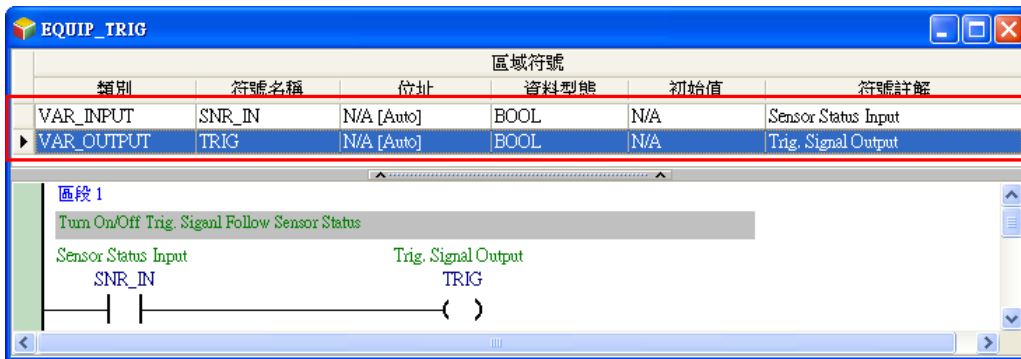 EQUIP_TRIG
區域符號
類別 符號名稱 位址 資料型態 初始值 符號註解
VAR_INPUT SNR_IN N/A [Auto] BOOL N/A Sensor Status Input
VAR_OUTPUT TRIG N/A [Auto] BOOL N/A Trig. Signal Output
區段 1
Turn On/Off Trig. Siganl Follow Sensor Status
Sensor Status Input Trig. Signal Output
SNR_IN TRIG